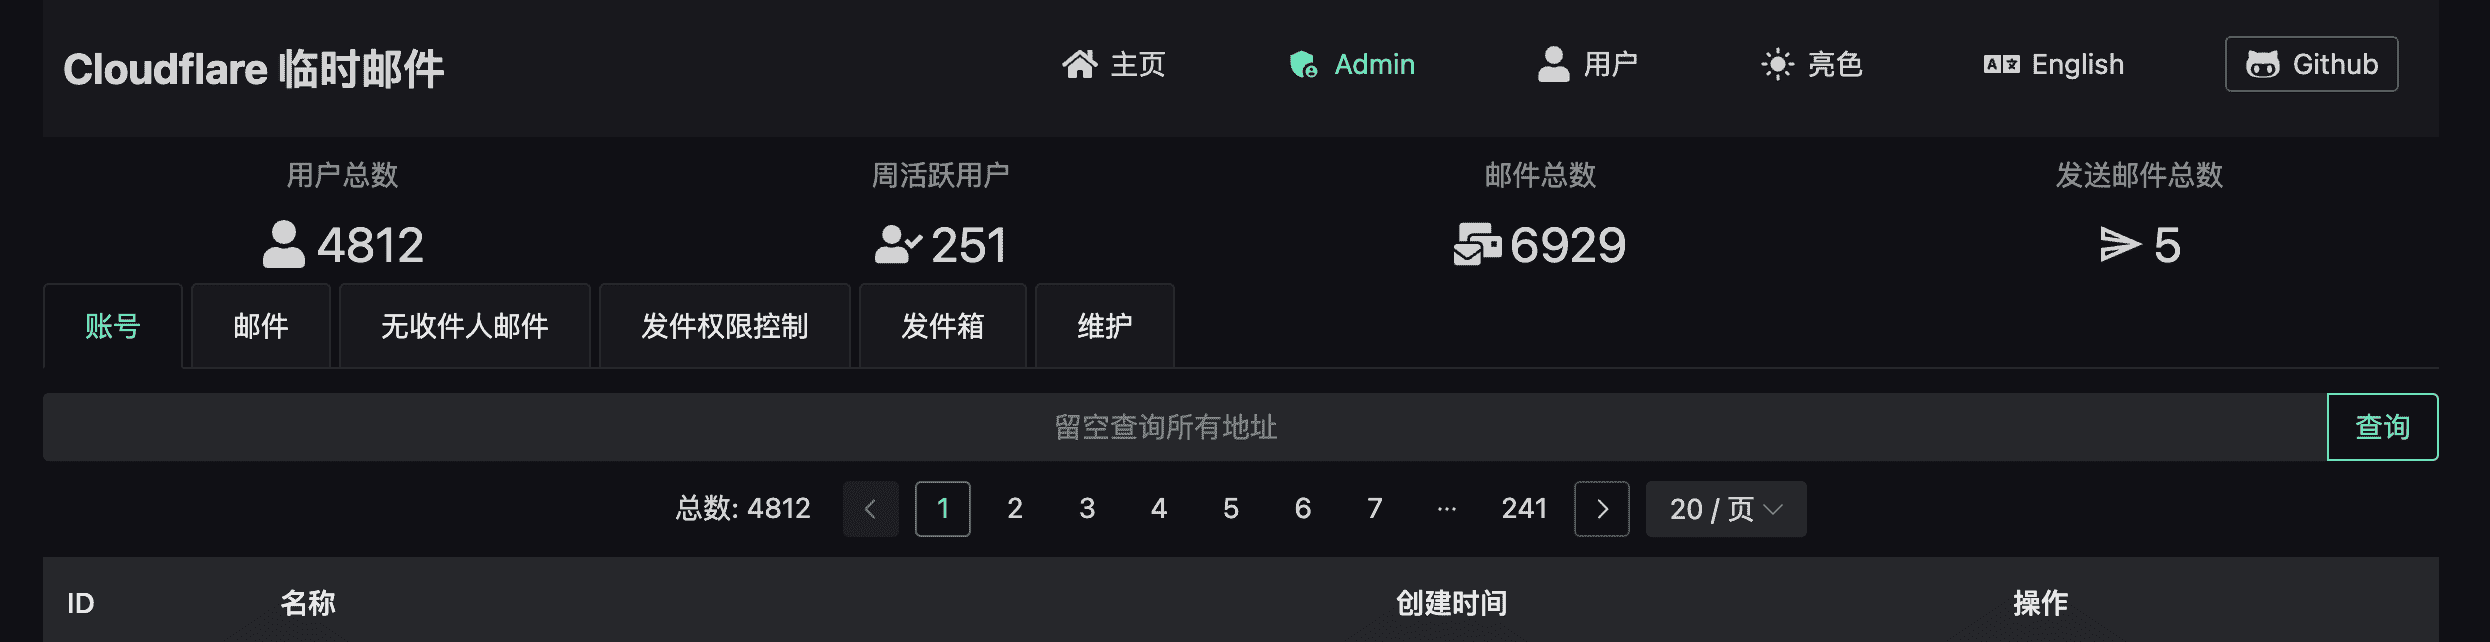 Cloudflare 临时邮件 主页 Admin 用户 亮色 English Github
用户总数 周活跃用户 邮件总数 发送邮件总数
4812 251 6929 5
账号 邮件 无收件人邮件 发件权限控制 发件箱 维护
留空查询所有地址 查询
总数: 4812 1 2 3 4 5 6 7 ... 241 20 / 页
ID 名称 创建时间 操作